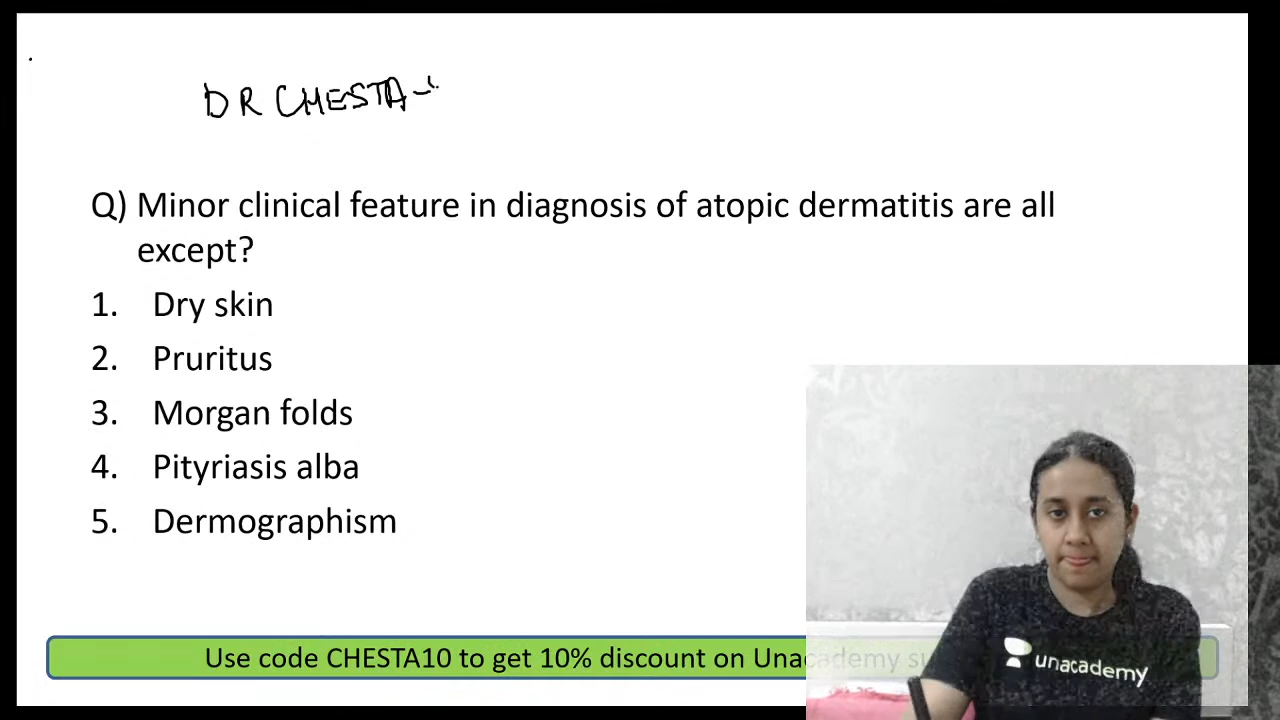 DR CHESTA
Q) Minor clinical feature in diagnosis of atopic dermatitis are all
except?
1. Dry skin
2. Pruritus
3. Morgan folds
4. Pityriasis alba
5. Dermographism
Use code CHESTA10 to get 10% discount on Unacademy
unacademy